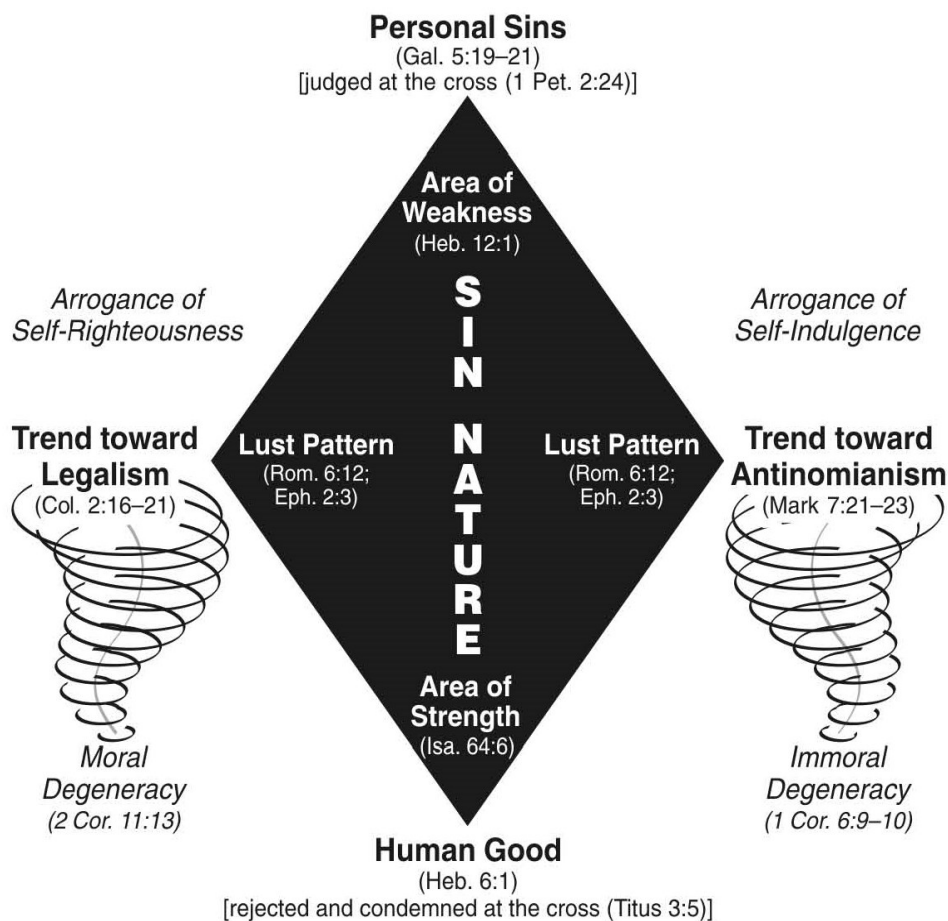 Personal Sins
(Gal. 5:19–21)
[judged at the cross (1 Pet. 2:24)]
Area of
Weakness
(Heb. 12:1)
SIN NATURE
Arrogance of
Self-Righteousness
Arrogance of
Self-Indulgence
Trend toward
Legalism
(Col. 2:16–21)
Lust Pattern
(Rom. 6:12;
Eph. 2:3)
Lust Pattern
(Rom. 6:12;
Eph. 2:3)
Trend toward
Antinomianism
(Mark 7:21–23)
Area of
Strength
(Isa. 64:6)
Moral
Degeneracy
(2 Cor. 11:13)
Immoral
Degeneracy
(1 Cor. 6:9–10)
Human Good
(Heb. 6:1)
[rejected and condemned at the cross (Titus 3:5)]